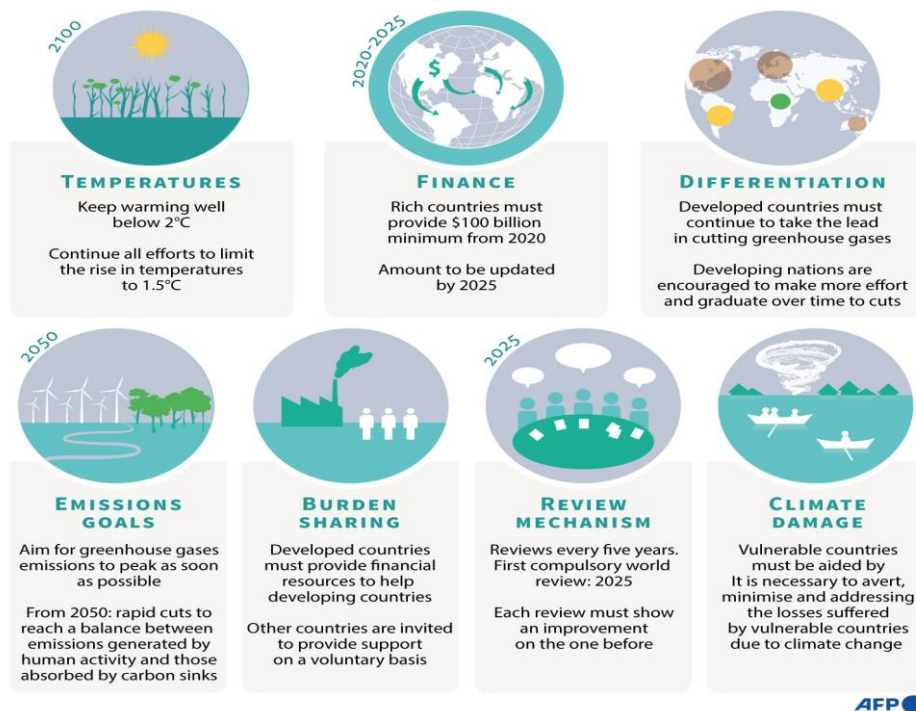 2100
TEMPERATURES
Keep warming well
below 2°C
Continue all efforts to limit
the rise in temperatures
to 1.5°C
2020-2025
$
FINANCE
Rich countries must
provide $100 billion
minimum from 2020
Amount to be updated
by 2025
DIFFERENTIATION
Developed countries must
continue to take the lead
in cutting greenhouse gases
Developing nations are
encouraged to make more effort
and graduate over time to cuts
2050
EMISSIONS
GOALS
Aim for greenhouse gases
emissions to peak as soon
as possible
From 2050: rapid cuts to
reach a balance between
emissions generated by
human activity and those
absorbed by carbon sinks
BURDEN
SHARING
Developed countries
must provide financial
resources to help
developing countries
Other countries are invited
to provide support
on a voluntary basis
2025
REVIEW
MECHANISM
Reviews every five years.
First compulsory world
review: 2025
Each review must show
an improvement
on the one before
CLIMATE
DAMAGE
Vulnerable countries
must be aided by
It is necessary to avert,
minimise and addressing
the losses suffered
by vulnerable countries
due to climate change
AFP